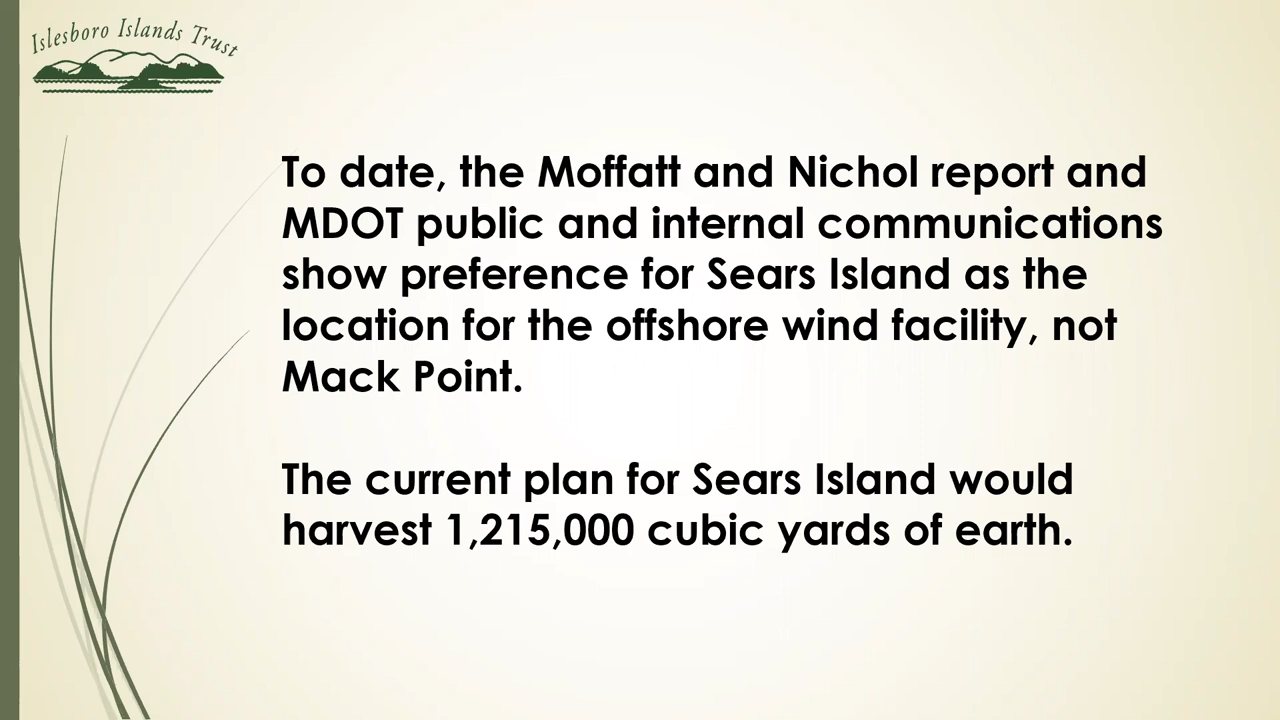 Islesboro Islands Trust
To date, the Moffatt and Nichol report and
MDOT public and internal communications
show preference for Sears Island as the
location for the offshore wind facility, not
Mack Point.
The current plan for Sears Island would
harvest 1,215,000 cubic yards of earth.